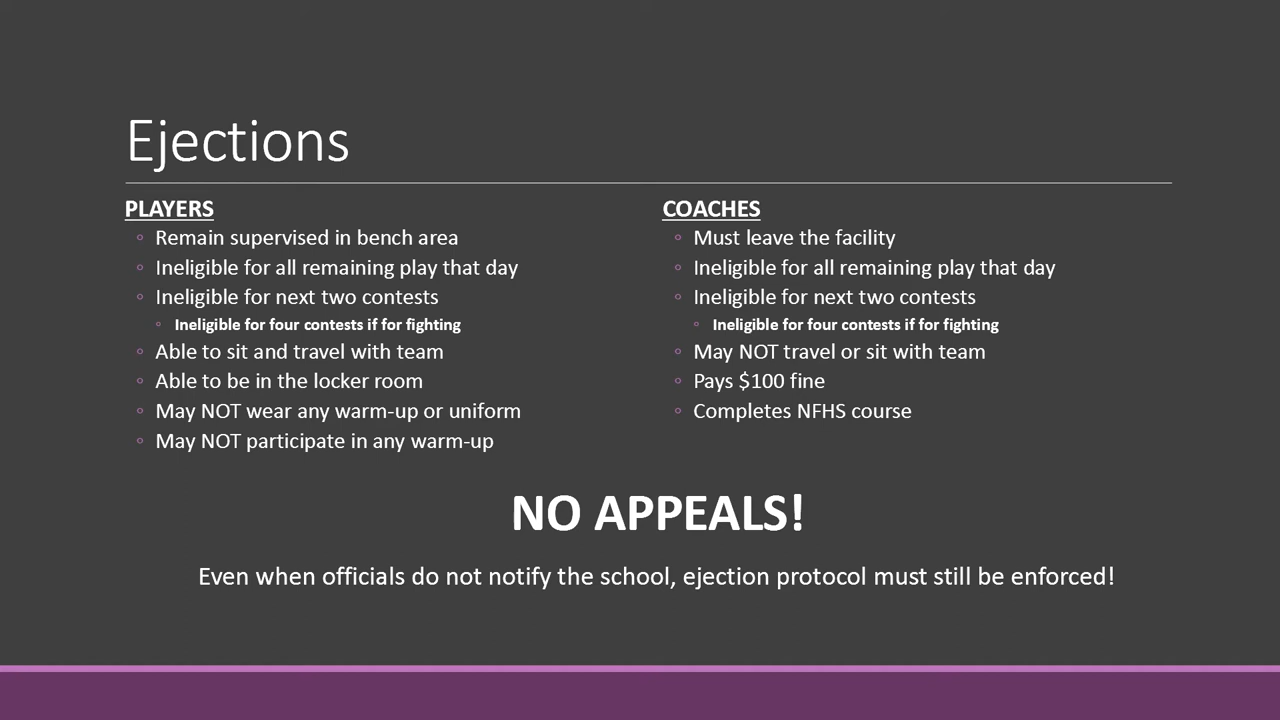 Ejections
PLAYERS
◦ Remain supervised in bench area
◦ Ineligible for all remaining play that day
◦ Ineligible for next two contests
◦ Ineligible for four contests if for fighting
◦ Able to sit and travel with team
◦ Able to be in the locker room
◦ May NOT wear any warm-up or uniform
◦ May NOT participate in any warm-up
COACHES
◦ Must leave the facility
◦ Ineligible for all remaining play that day
◦ Ineligible for next two contests
◦ Ineligible for four contests if for fighting
◦ May NOT travel or sit with team
◦ Pays $100 fine
◦ Completes NFHS course
NO APPEALS!
Even when officials do not notify the school, ejection protocol must still be enforced!